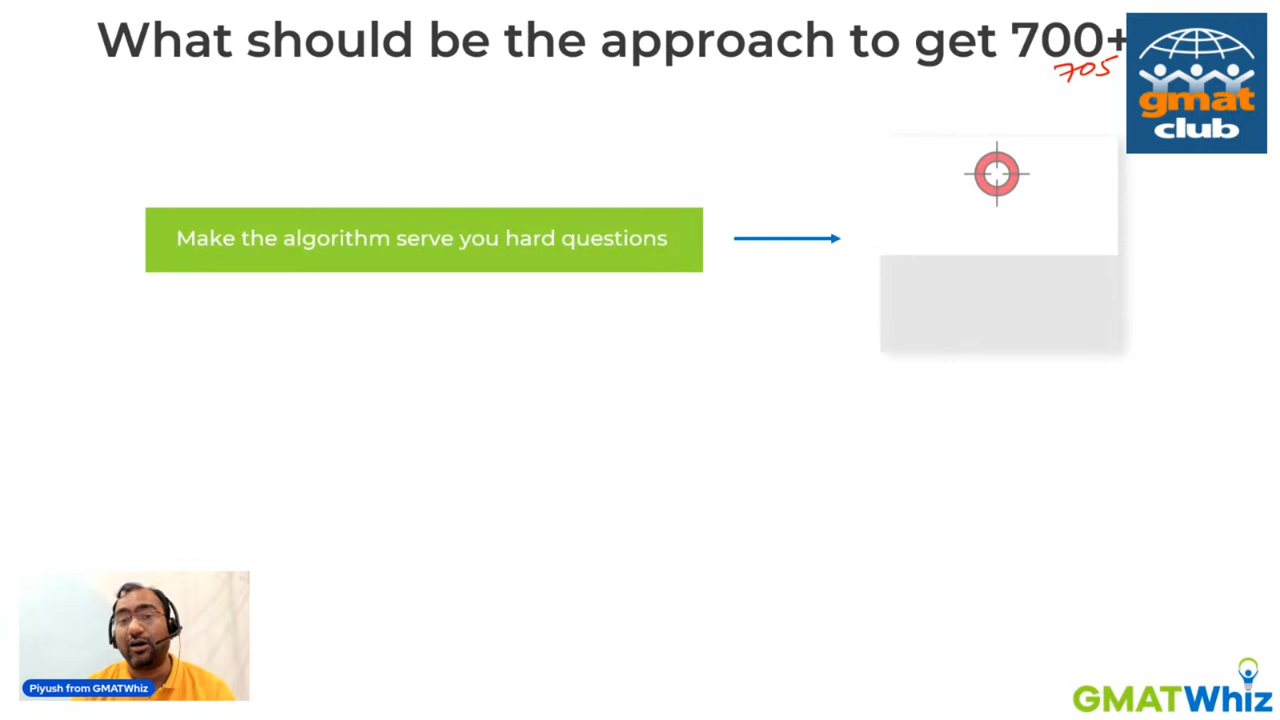 What should be the approach to get 700+
705
gmat
club
Make the algorithm serve you hard questions
Piyush from GMATWhiz
GMATWhiz